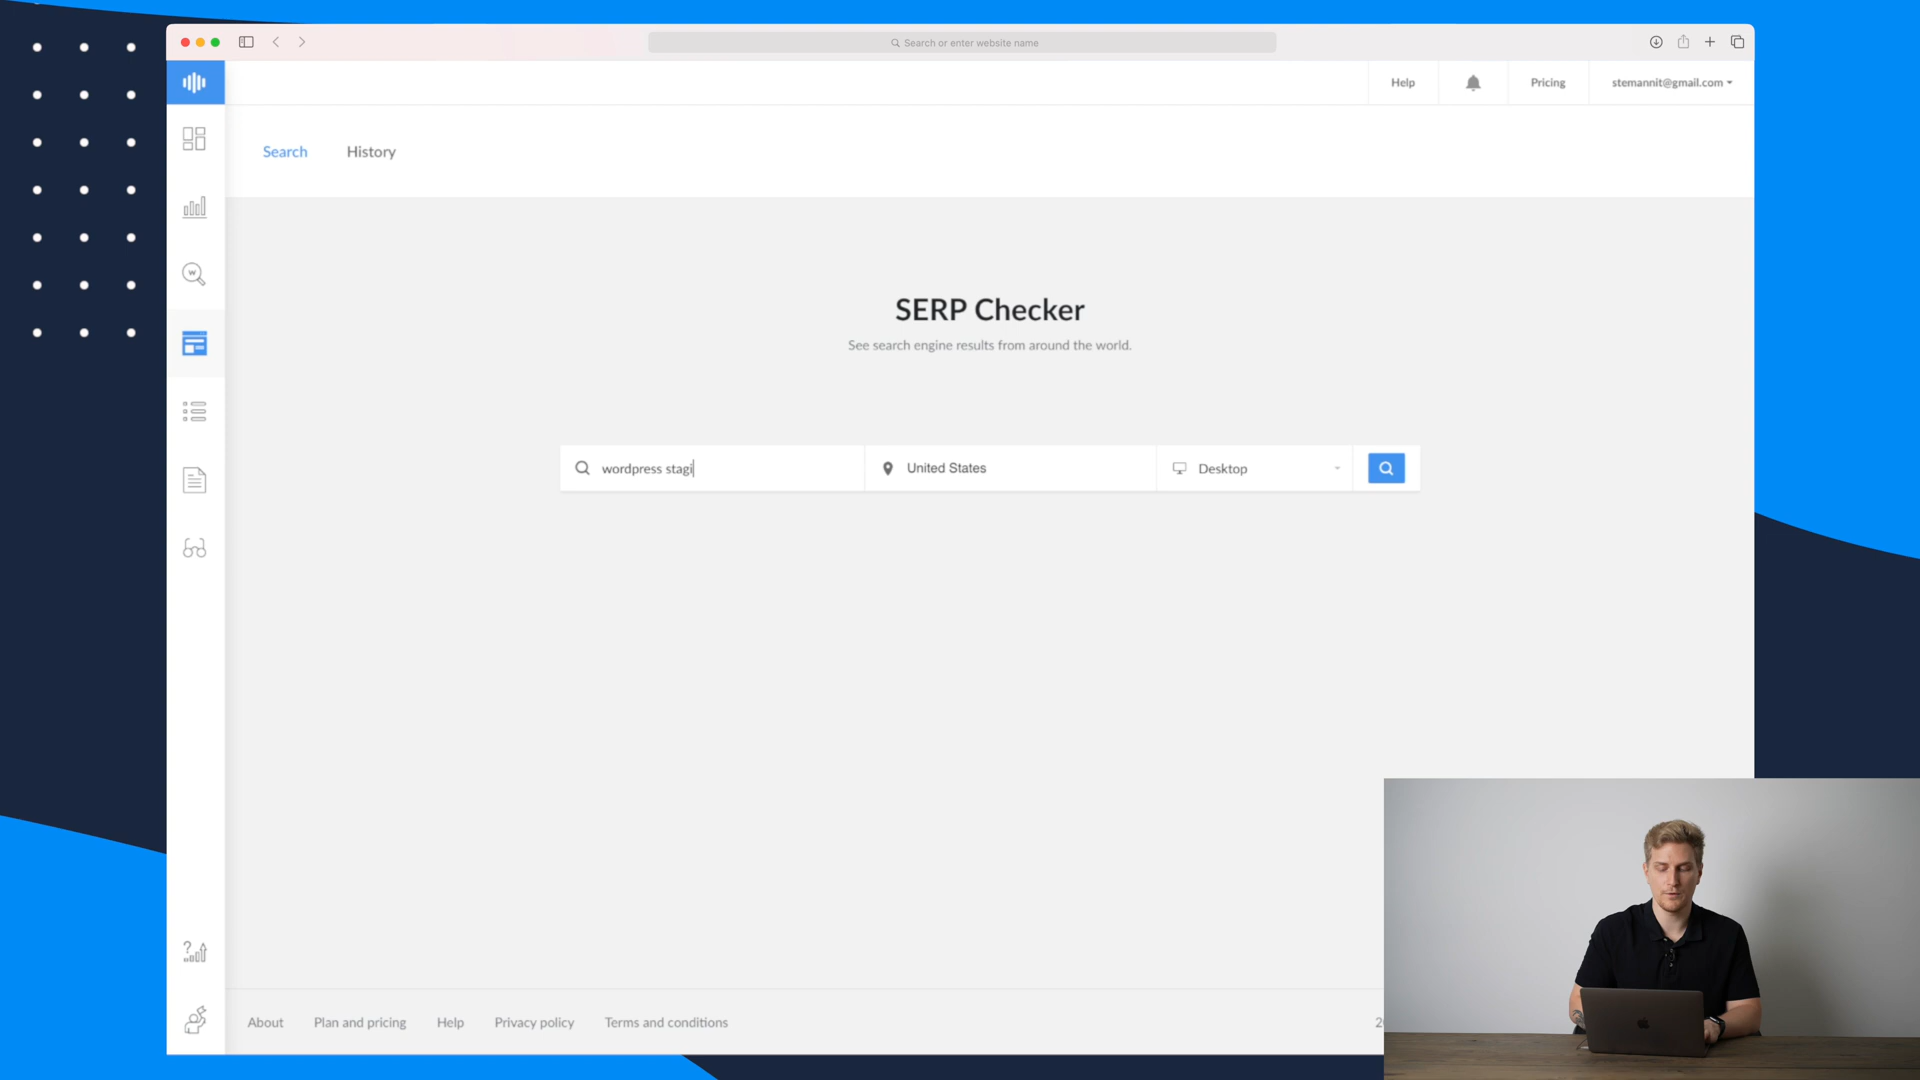 Search or enter website name
Help
Pricing
stemannit@gmail.com
Search
History
SERP Checker
See search engine results from around the world.
wordpress stagi
United States
Desktop
About
Plan and pricing
Help
Privacy policy
Terms and conditions